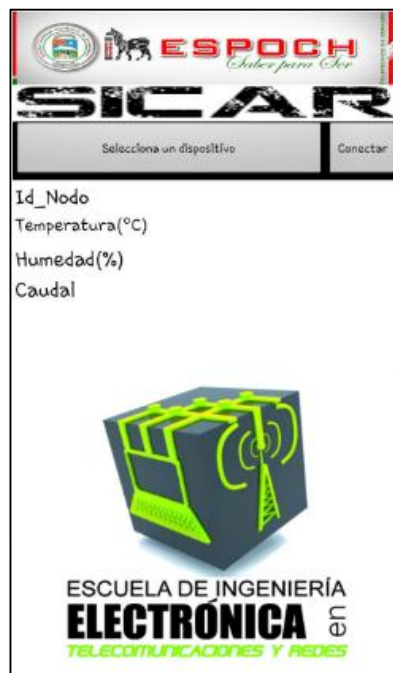 ESPOCH
Saber para Ser
SICAR
Selecciona un dispositivo
Conectar
Id_Nodo
Temperatura(°C)
Humedad(%)
Caudal
ESCUELA DE INGENIERÍA
ELECTRÓNICA en
TELECOMUNICACIONES Y REDES